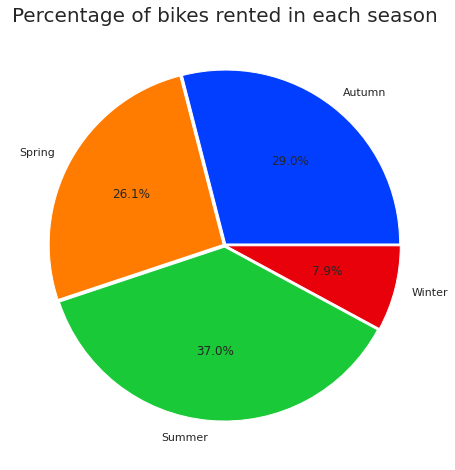 Percentage of bikes rented in each season
Autumn
29.0%
Spring
26.1%
7.9%
Winter
37.0%
Summer